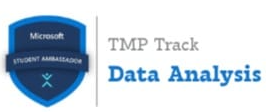 Microsoft
STUDENT AMBASSADOR
TMP Track
Data Analysis